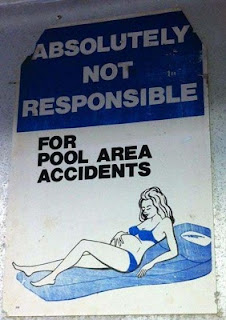 ABSOLUTELY
NOT
RESPONSIBLE
FOR
POOL AREA
ACCIDENTS